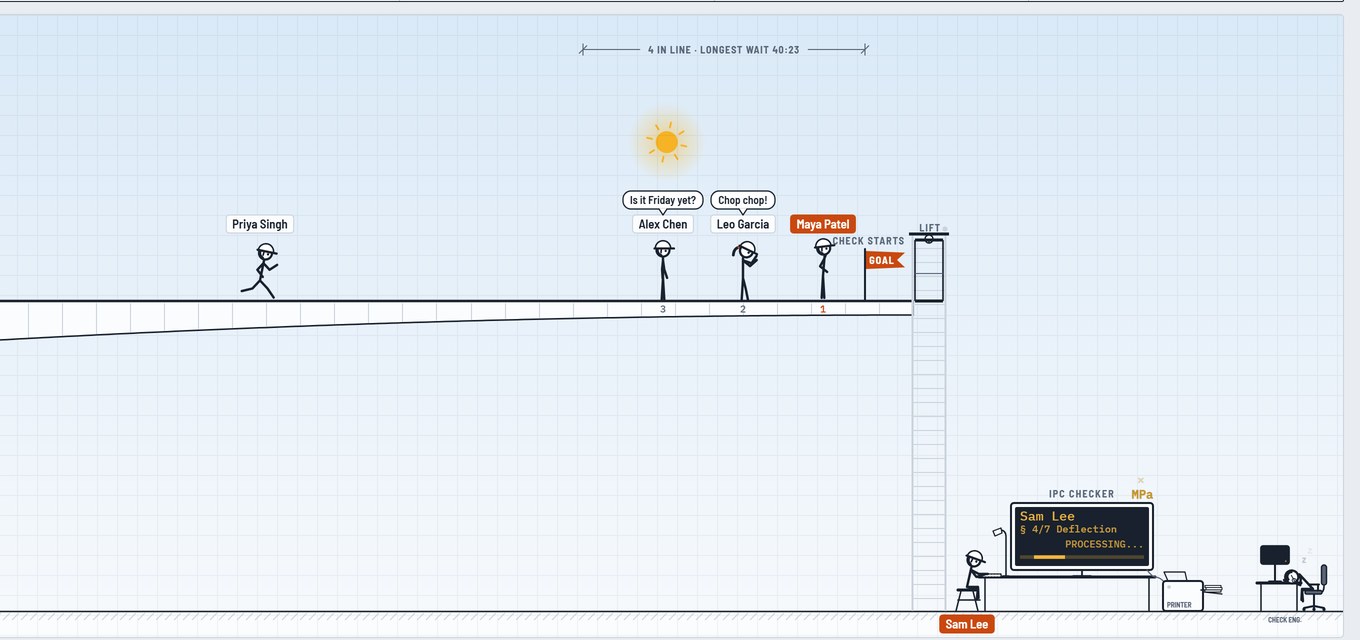 4 IN LINE · LONGEST WAIT 40:23
Is it Friday yet?
Chop chop!
Priya Singh
Alex Chen
Leo Garcia
Maya Patel
LIFT
CHECK STARTS
GOAL
3
2
1
IPC CHECKER
MPa
Sam Lee
§ 4/7 Deflection
PROCESSING...
z
z
PRINTER
CHECK ENG.
Sam Lee